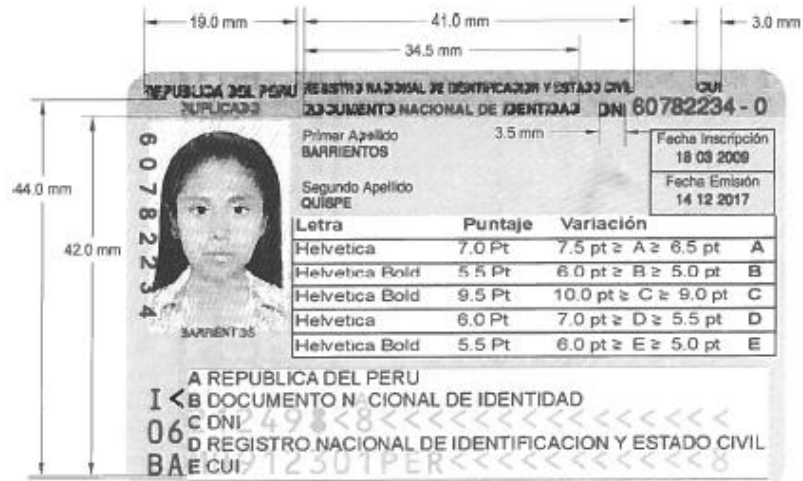 19.0 mm
41.0 mm
3.0 mm
34.5 mm
REPUBLICA DEL PERU REGISTRO NACIONAL DE IDENTIFICACION Y ESTADO CIVIL CUI
DUPLICADO DOCUMENTO NACIONAL DE IDENTIDAD DNI 60782234 - 0
Primer Apellido
BARRIENTOS
3.5 mm
Fecha Inscripción
18 03 2009
Segundo Apellido
QUISPE
Fecha Emisión
14 12 2017
44.0 mm
42.0 mm
60782234
BARRIENTOS
Letra Puntaje Variación
Helvetica 7.0 Pt 7.5 pt ≥ A ≥ 6.5 pt A
Helvetica Bold 5.5 Pt 6.0 pt ≥ B ≥ 5.0 pt B
Helvetica Bold 9.5 Pt 10.0 pt ≥ C ≥ 9.0 pt C
Helvetica 6.0 Pt 7.0 pt ≥ D ≥ 5.5 pt D
Helvetica Bold 5.5 Pt 6.0 pt ≥ E ≥ 5.0 pt E
A REPUBLICA DEL PERU
I< B DOCUMENTO N CIONAL DE IDENTIDAD
C DNI
06 D REGISTRO NACIONAL DE IDENTIFICACION Y ESTADO CIVIL
BA E CUI